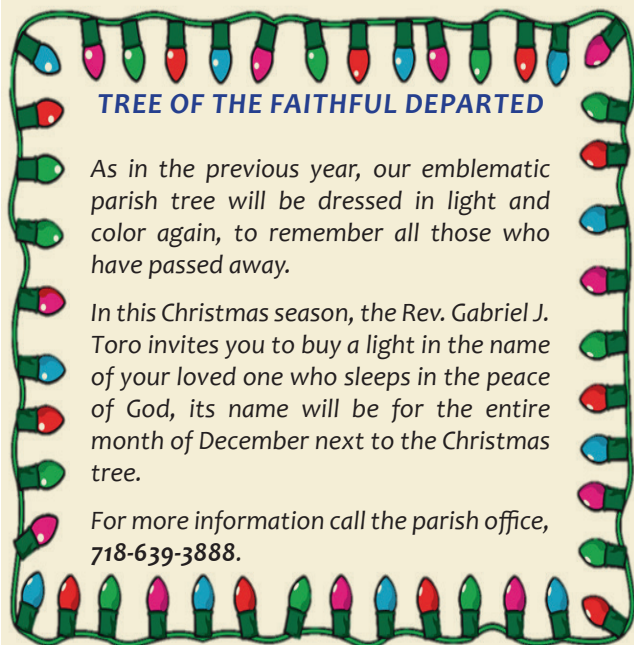 TREE OF THE FAITHFUL DEPARTED
As in the previous year, our emblematic
parish tree will be dressed in light and
color again, to remember all those who
have passed away.
In this Christmas season, the Rev. Gabriel J.
Toro invites you to buy a light in the name
of your loved one who sleeps in the peace
of God, its name will be for the entire
month of December next to the Christmas
tree.
For more information call the parish office,
718-639-3888.